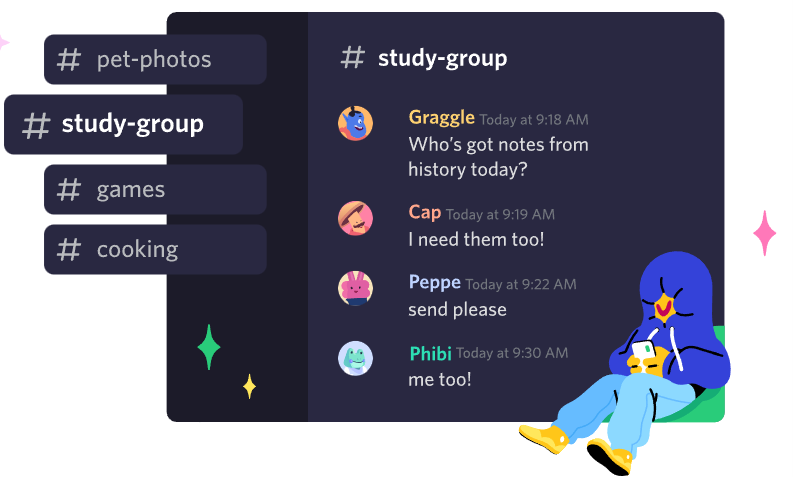 # pet-photos
# study-group
# games
# cooking
# study-group
Graggle Today at 9:18 AM
Who's got notes from
history today?
Cap Today at 9:19 AM
I need them too!
Peppe Today at 9:22 AM
send please
Phibi Today at 9:30 AM
me too!